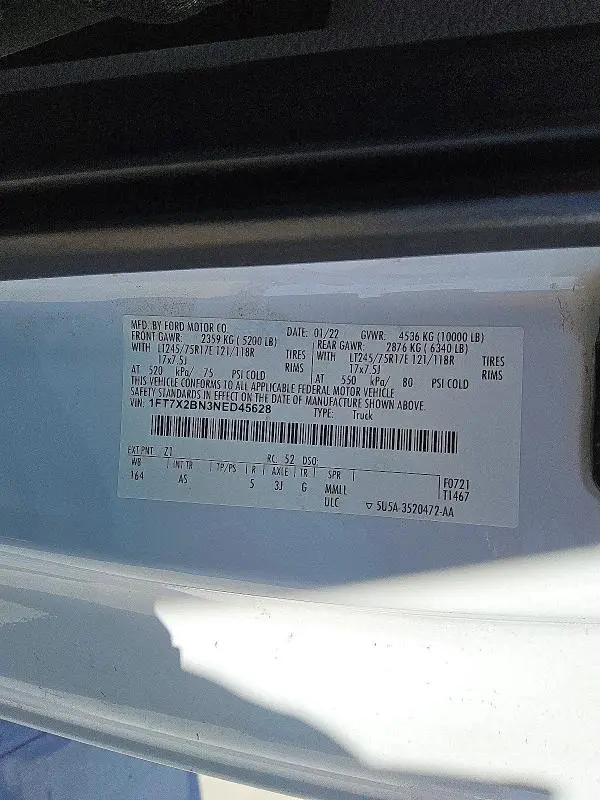 MFD. BY FORD MOTOR CO. DATE: 01/22 GVWR: 4536 KG (10000 LB)
FRONT GAWR: 2359 KG ( 5200 LB) REAR GAWR: 2876 KG ( 6340 LB)
WITH LT245/75R17E 121/118R TIRES WITH LT245/75R17E 121/118R TIRES
17x7.5J RIMS 17x7.5J RIMS
AT 520 kPa/ 75 PSI COLD AT 550 kPa/ 80 PSI COLD
THIS VEHICLE CONFORMS TO ALL APPLICABLE FEDERAL MOTOR VEHICLE
SAFETY STANDARDS IN EFFECT ON THE DATE OF MANUFACTURE SHOWN ABOVE.
VIN: 1FT7X2BN3NED45628 TYPE: Truck
EXT PNT: Z1 RC: 52 DSO:
WB INT TR TP/PS R AXLE TR SPR F0721
164 AS 5 3J G MMLL T1467
DLC ▽ 5U5A-3520472-AA